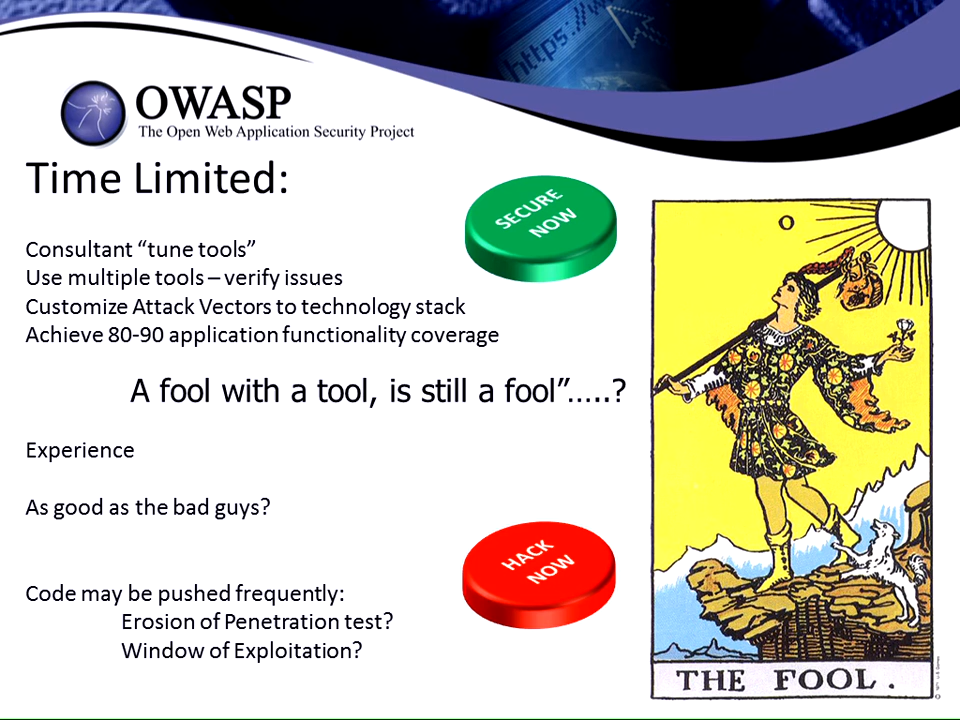 https://w
OWASP
The Open Web Application Security Project
Time Limited:
SECURE
NOW
Consultant “tune tools”
Use multiple tools – verify issues
Customize Attack Vectors to technology stack
Achieve 80-90 application functionality coverage
A fool with a tool, is still a fool”…..?
Experience
As good as the bad guys?
HACK
NOW
Code may be pushed frequently:
Erosion of Penetration test?
Window of Exploitation?
0
THE FOOL.